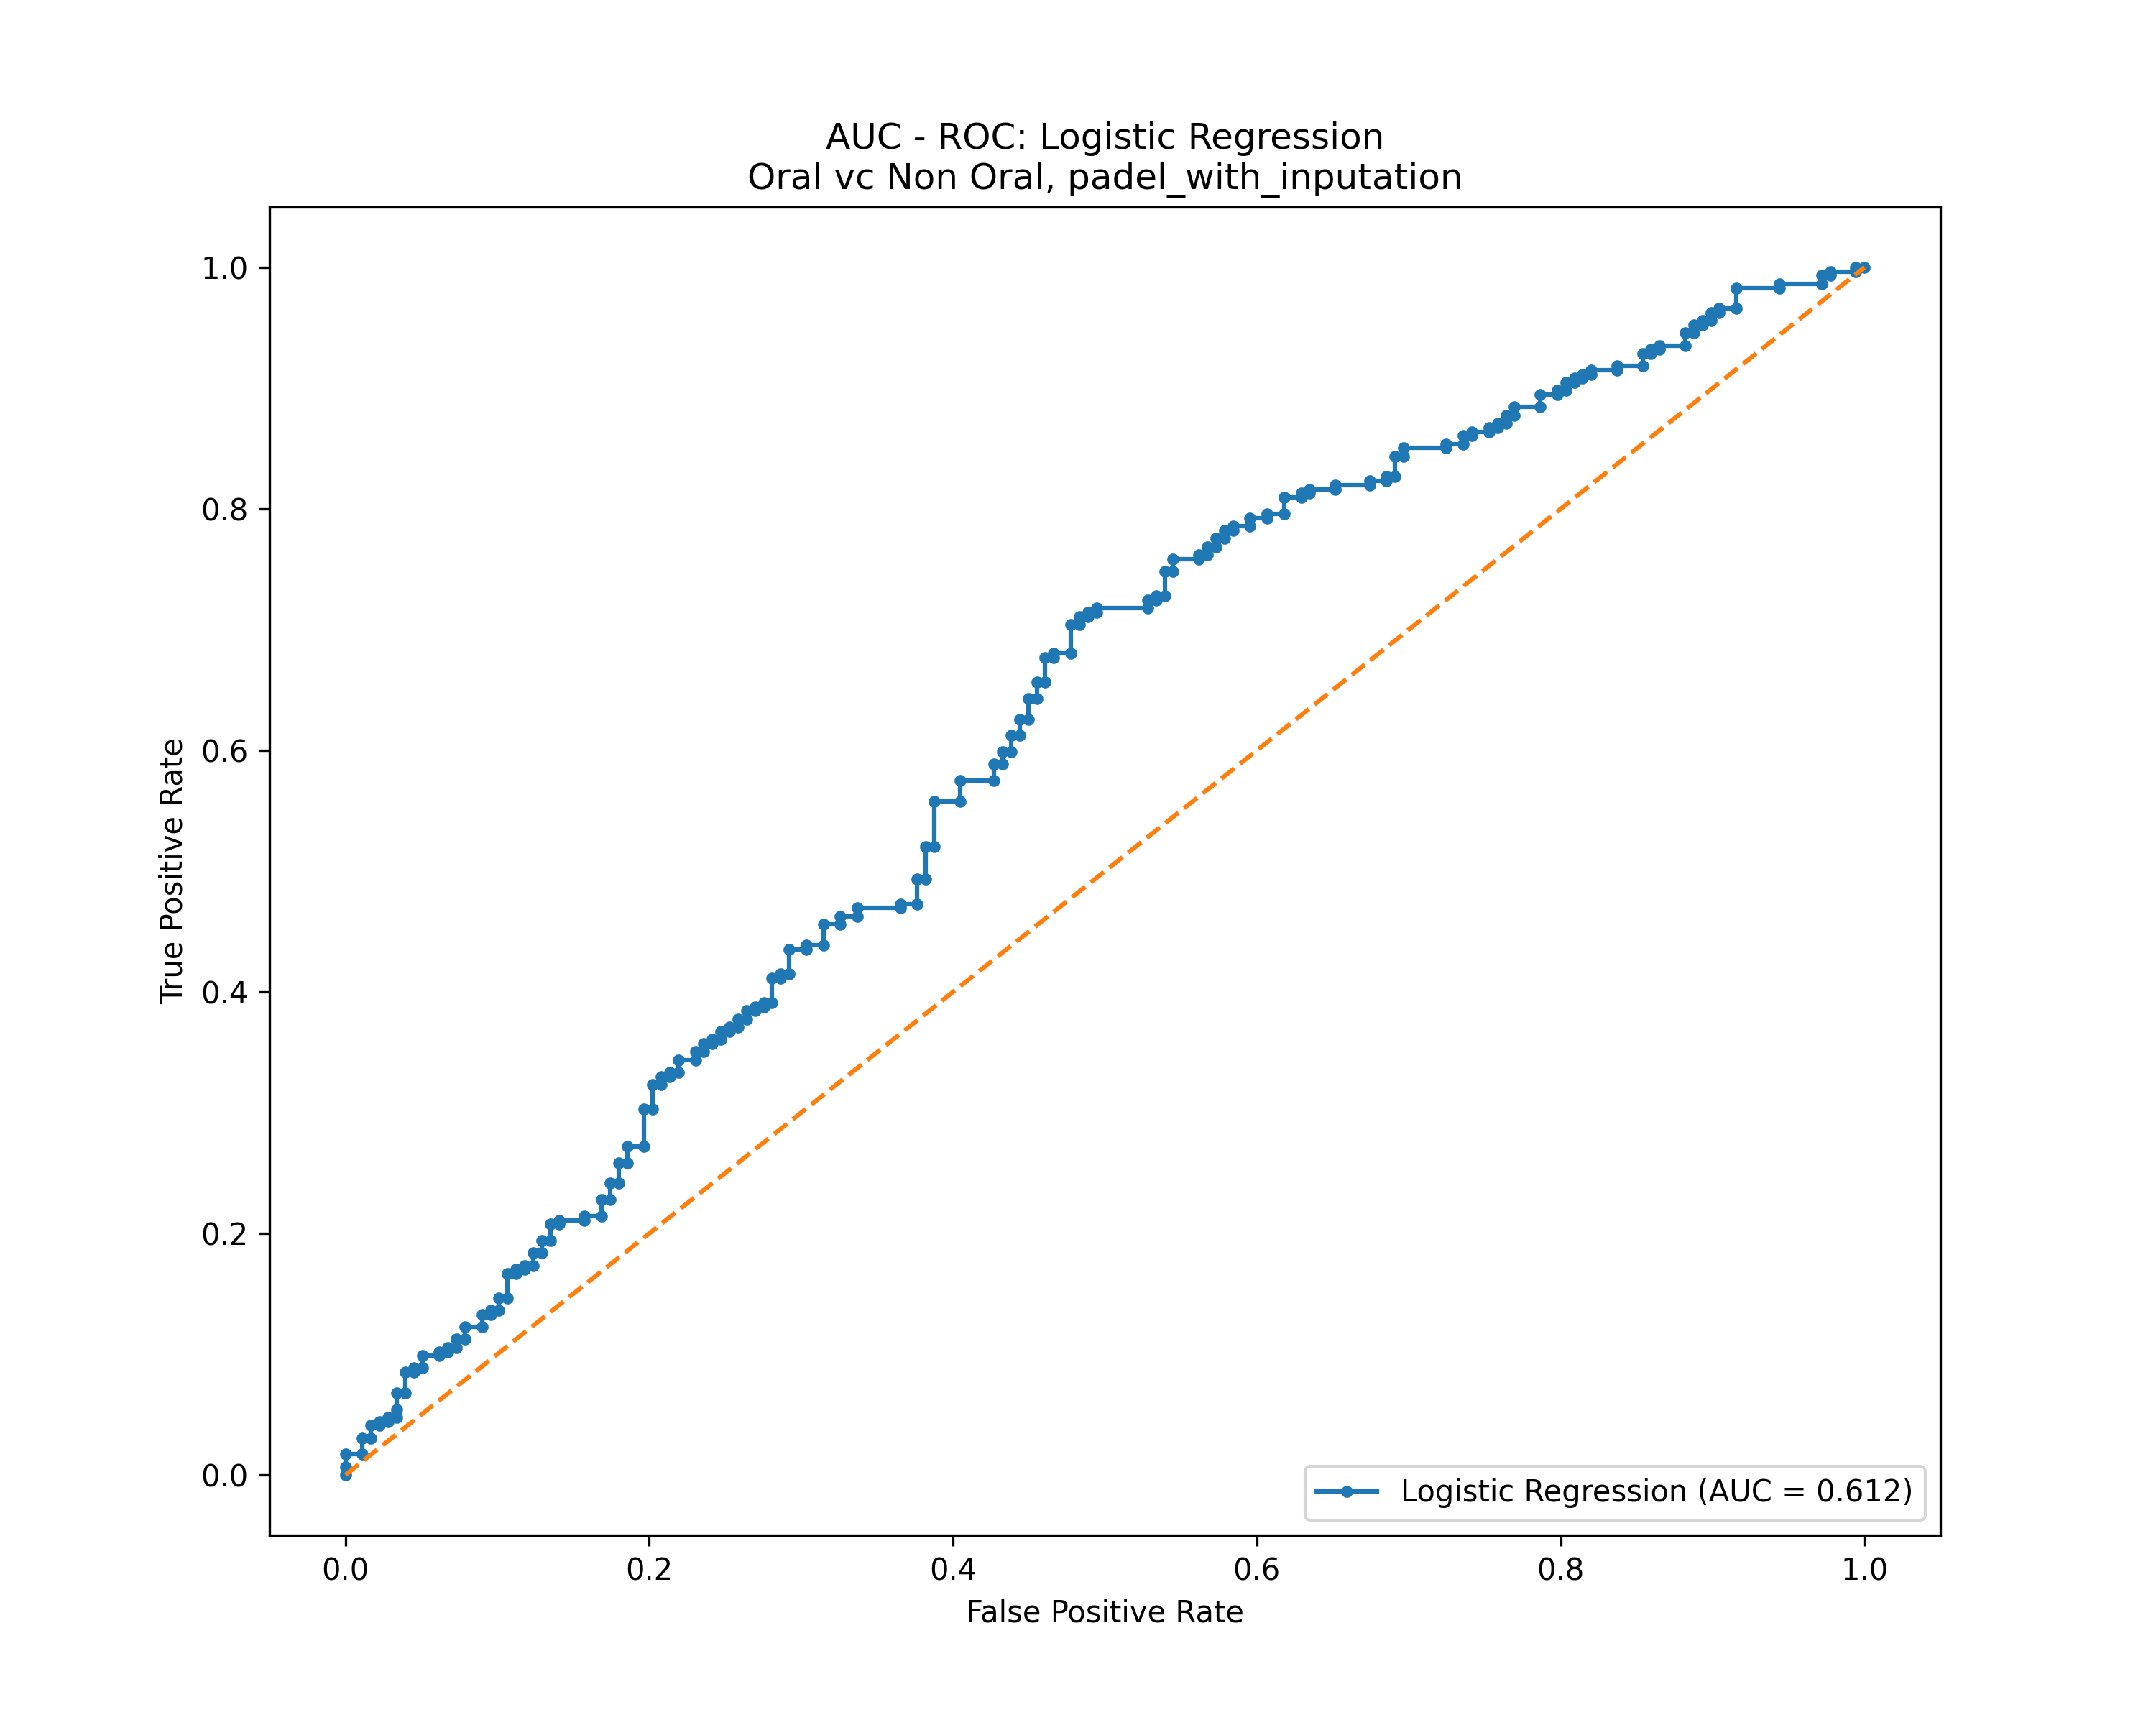 AUC - ROC: Logistic Regression
Oral vc Non Oral, padel_with_inputation
True Positive Rate
1.0
0.8
0.6
0.4
0.2
0.0
Logistic Regression (AUC = 0.612)
0.0 0.2 0.4 0.6 0.8 1.0
False Positive Rate